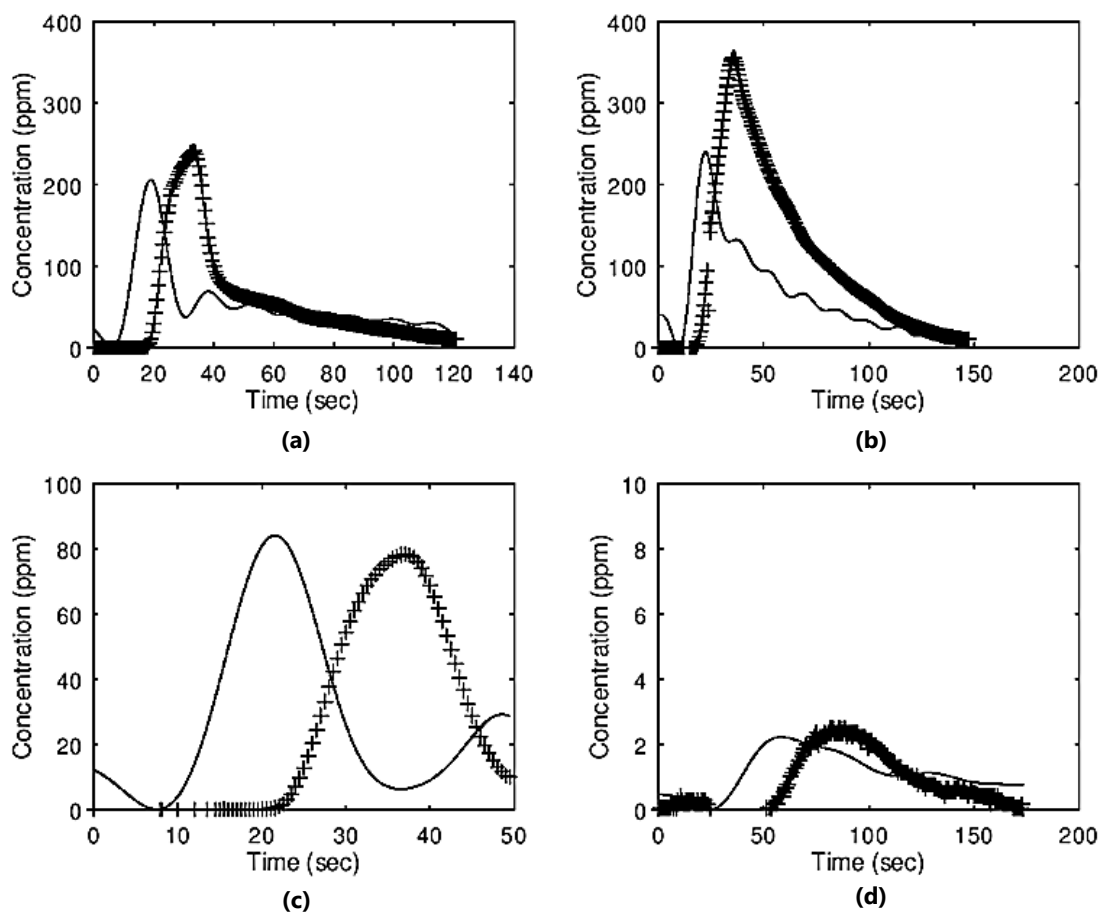 400
300
200
100
0
Concentration (ppm)
0 20 40 60 80 100 120 140
Time (sec)
(a)
400
300
200
100
0
Concentration (ppm)
0 50 100 150 200
Time (sec)
(b)
100
80
60
40
20
0
Concentration (ppm)
0 10 20 30 40 50
Time (sec)
(c)
10
8
6
4
2
0
Concentration (ppm)
0 50 100 150 200
Time (sec)
(d)